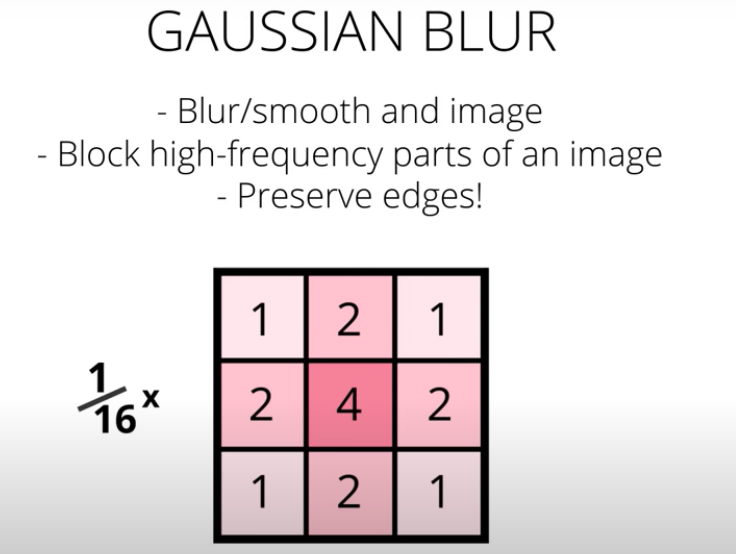 GAUSSIAN BLUR
- Blur/smooth and image
- Block high-frequency parts of an image
- Preserve edges!
1 2 1
1/16 x
2 4 2
1 2 1